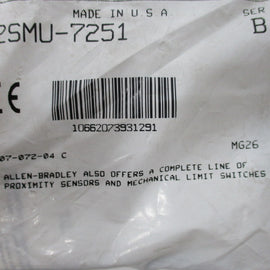 MADE IN U.S.A
SER
2SMU-7251
B
CE
10662073931291
MG26
07-072-04 C
ALLEN-BRADLEY ALSO OFFERS A COMPLETE LINE OF
PROXIMITY SENSORS AND MECHANICAL LIMIT SWITCHES